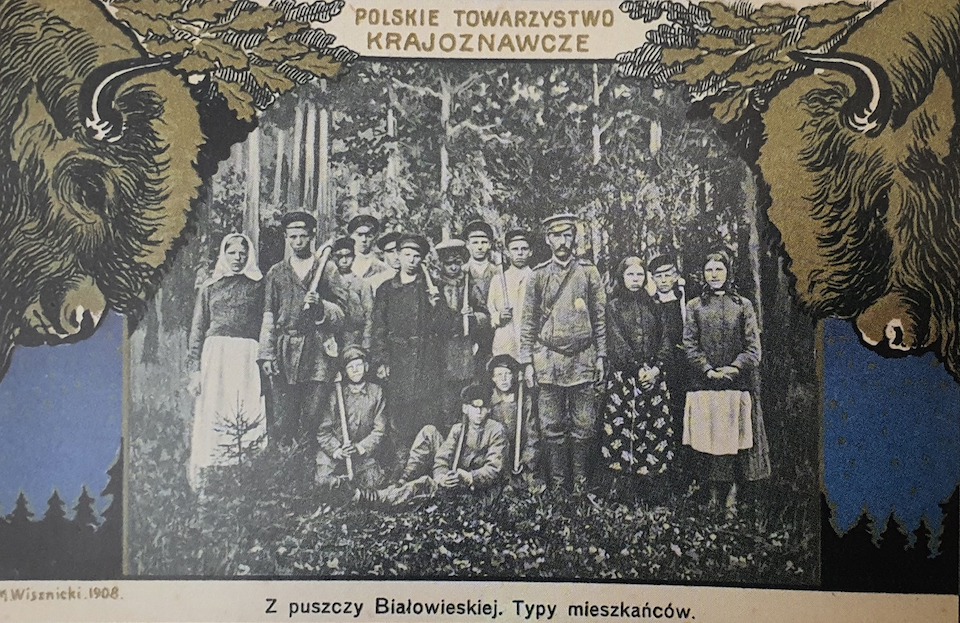 POLSKIE TOWARZYSTWO
KRAJOZNAWCZE
M.Wisznicki.1908.
Z puszczy Białowieskiej. Typy mieszkańców.